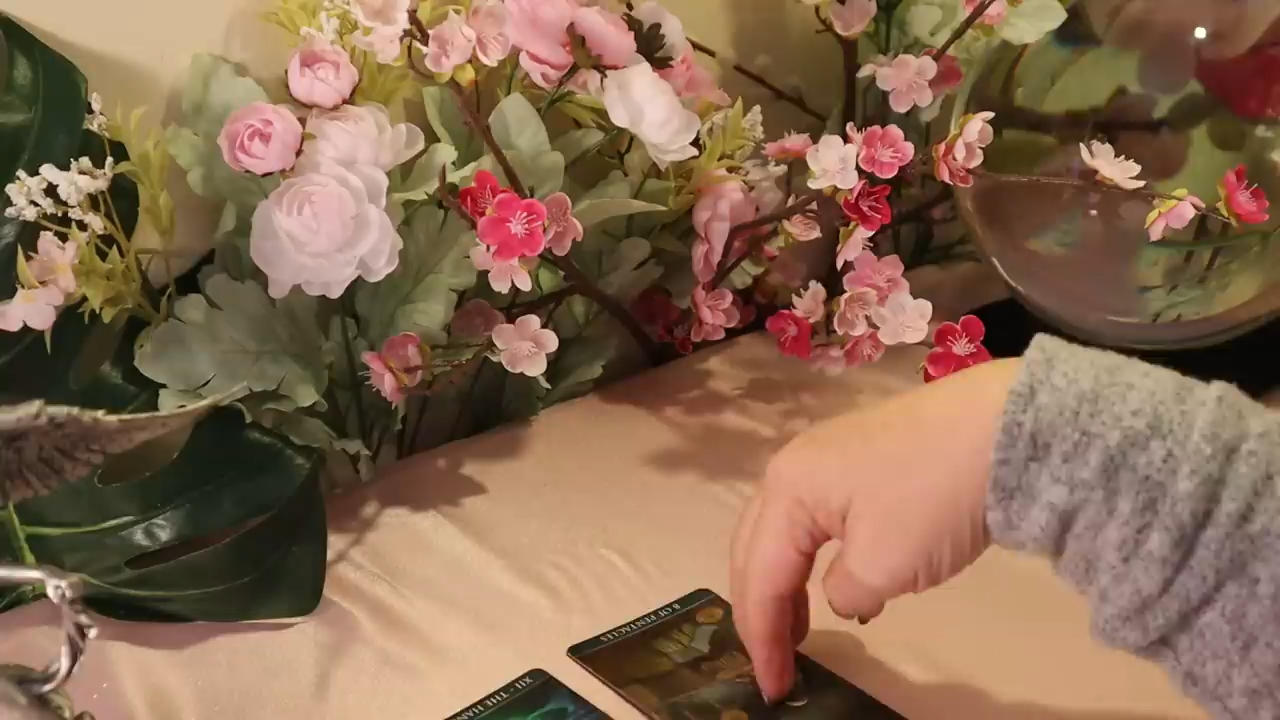 8 OF PENTACLES
XII - THE HAN